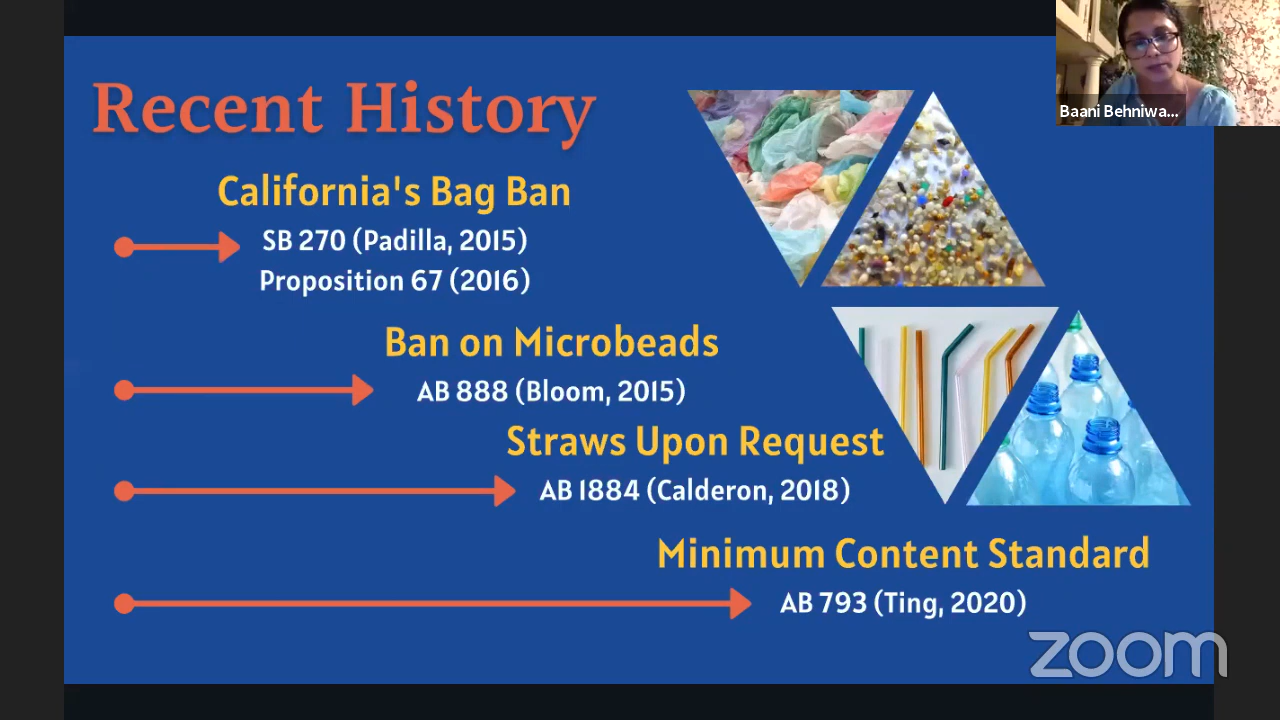 Recent History
California's Bag Ban
SB 270 (Padilla, 2015)
Proposition 67 (2016)
Ban on Microbeads
AB 888 (Bloom, 2015)
Straws Upon Request
AB 1884 (Calderon, 2018)
Minimum Content Standard
AB 793 (Ting, 2020)
Baani Behniwa...
zoom